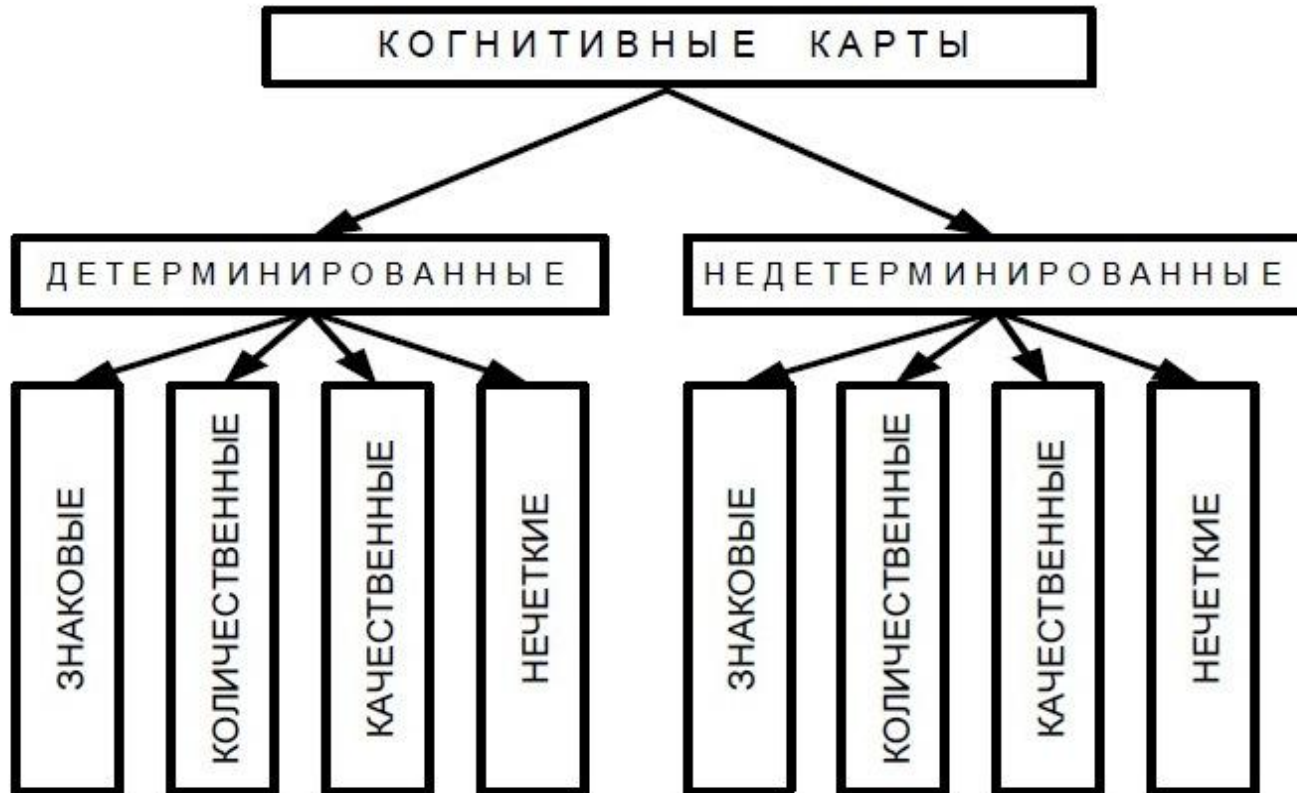 КОГНИТИВНЫЕ КАРТЫ
ДЕТЕРМИНИРОВАННЫЕ
НЕДЕТЕРМИНИРОВАННЫЕ
ЗНАКОВЫЕ
КОЛИЧЕСТВЕННЫЕ
КАЧЕСТВЕННЫЕ
НЕЧЕТКИЕ
ЗНАКОВЫЕ
КОЛИЧЕСТВЕННЫЕ
КАЧЕСТВЕННЫЕ
НЕЧЕТКИЕ